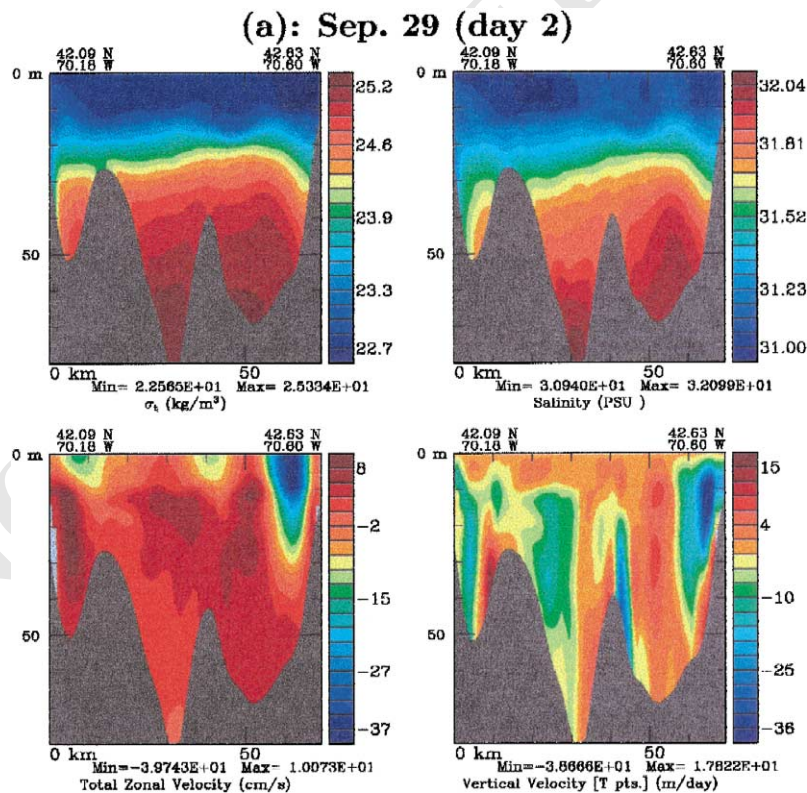 (a): Sep. 29 (day 2)
42.09 N 42.63 N
70.18 W 70.60 W
0 m
50
0 km 50
25.2
24.6
23.9
23.3
22.7
Min= 2.2565E+01 Max= 2.5334E+01
σt (kg/m³)
42.09 N 42.63 N
70.18 W 70.60 W
0 m
50
0 km 50
32.04
31.81
31.52
31.23
31.00
Min= 3.0940E+01 Max= 3.2099E+01
Salinity (PSU )
42.09 N 42.63 N
70.18 W 70.60 W
0 m
50
0 km 50
8
-2
-15
-27
-37
Min=-3.9743E+01 Max= 1.0073E+01
Total Zonal Velocity (cm/s)
42.09 N 42.63 N
70.18 W 70.60 W
0 m
50
0 km 50
15
4
-10
-25
-36
Min=-3.8666E+01 Max= 1.7822E+01
Vertical Velocity [T pts.] (m/day)